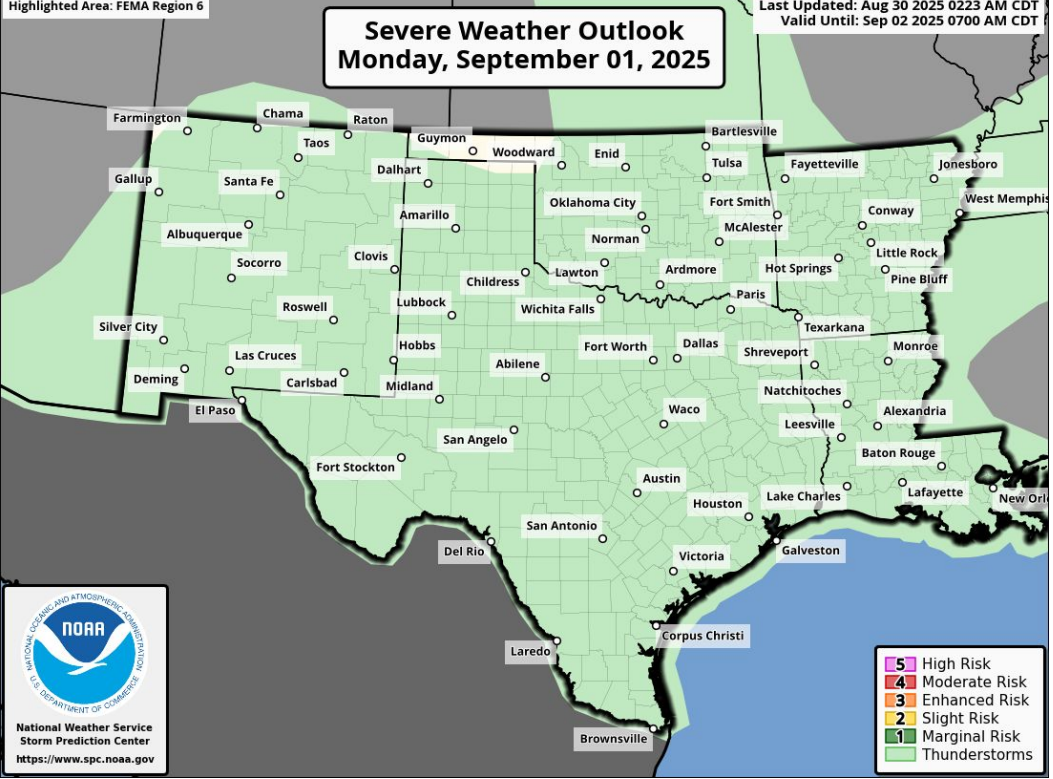 Highlighted Area: FEMA Region 6
Severe Weather Outlook
Monday, September 01, 2025
Last Updated: Aug 30 2025 0223 AM CDT
Valid Until: Sep 02 2025 0700 AM CDT
Farmington
Chama
Raton
Taos
Guymon
Woodward
Enid
Bartlesville
Tulsa
Fayetteville
Jonesboro
Gallup
Santa Fe
Dalhart
Oklahoma City
Fort Smith
West Memphis
Albuquerque
Amarillo
Norman
McAlester
Conway
Little Rock
Socorro
Clovis
Childress
Lawton
Ardmore
Hot Springs
Pine Bluff
Roswell
Lubbock
Wichita Falls
Paris
Texarkana
Silver City
Las Cruces
Hobbs
Abilene
Fort Worth
Dallas
Shreveport
Monroe
Deming
Carlsbad
Midland
Natchitoches
El Paso
Waco
Leesville
Alexandria
San Angelo
Fort Stockton
Baton Rouge
Austin
Houston
Lake Charles
Lafayette
New Orl
San Antonio
Del Rio
Victoria
Galveston
Laredo
Corpus Christi
Brownsville
NATIONAL OCEANIC AND ATMOSPHERIC ADMINISTRATION
NOAA
U.S. DEPARTMENT OF COMMERCE
National Weather Service
Storm Prediction Center
https://www.spc.noaa.gov
5 High Risk
4 Moderate Risk
3 Enhanced Risk
2 Slight Risk
1 Marginal Risk
Thunderstorms